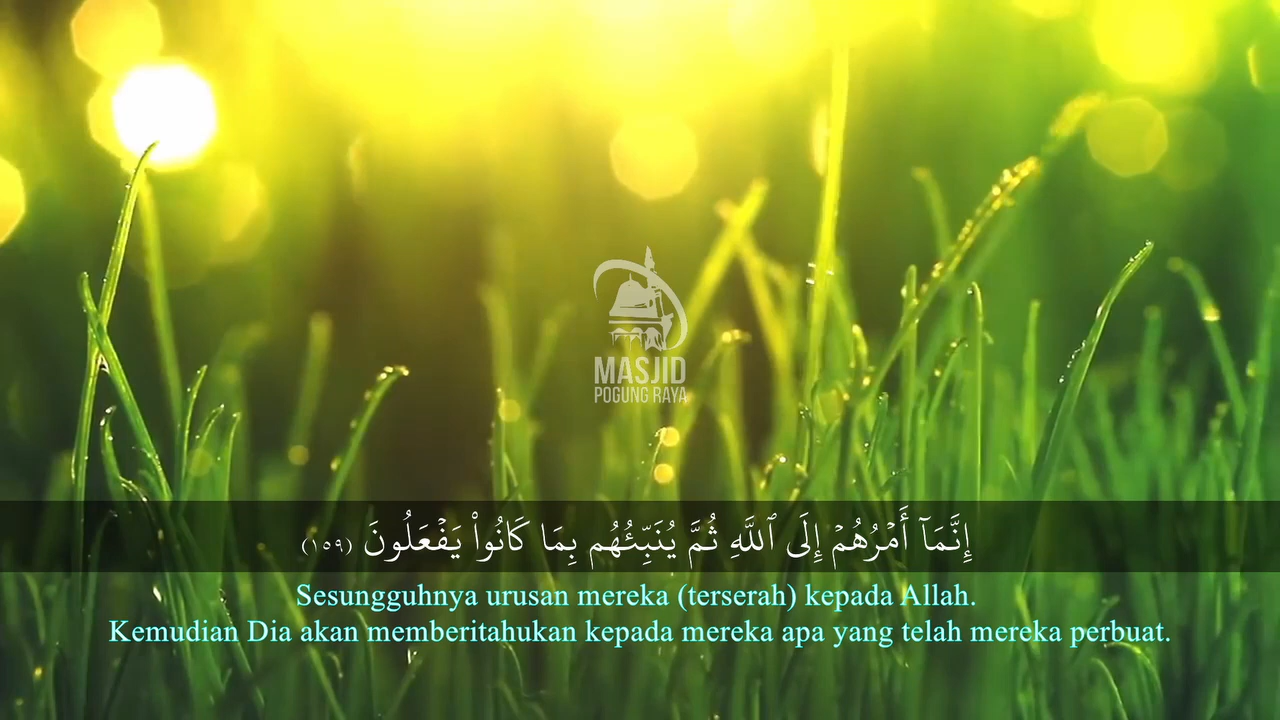 MASJID
POGUNG RAYA
إِنَّمَآ أَمْرُهُمْ إِلَى ٱللَّهِ ثُمَّ يُنَبِّئُهُم بِمَا كَانُوا۟ يَفْعَلُونَ (١٥٩)
Sesungguhnya urusan mereka (terserah) kepada Allah.
Kemudian Dia akan memberitahukan kepada mereka apa yang telah mereka perbuat.